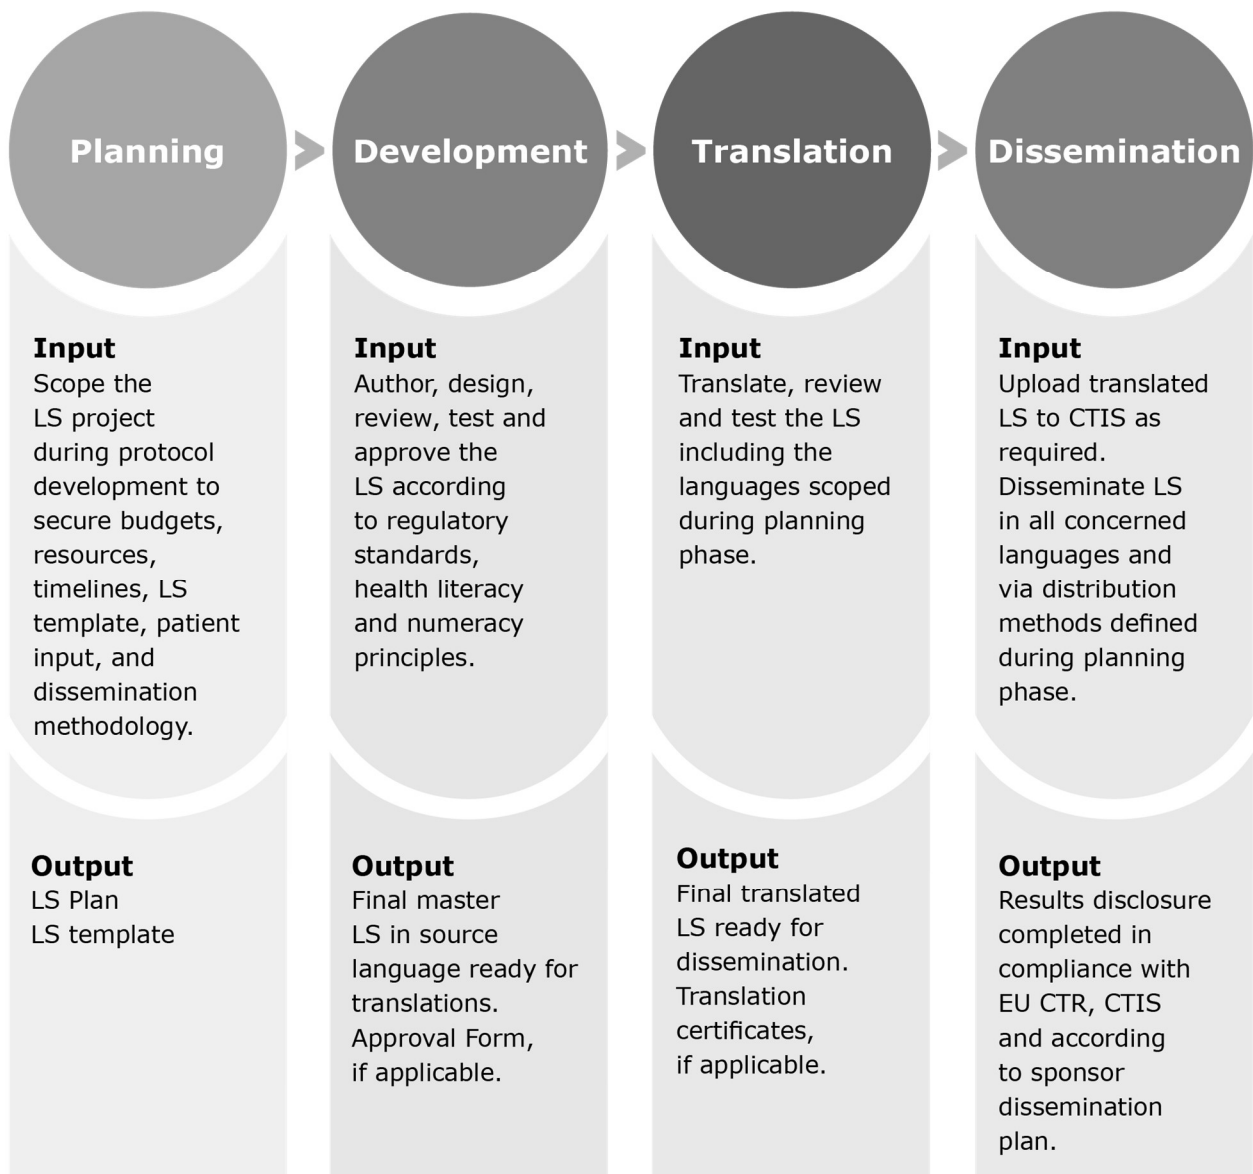 Planning
>
Development
>
Translation
>
Dissemination
Input
Scope the
LS project
during protocol
development to
secure budgets,
resources,
timelines, LS
template, patient
input, and
dissemination
methodology.
Output
LS Plan
LS template
Input
Author, design,
review, test and
approve the
LS according
to regulatory
standards,
health literacy
and numeracy
principles.
Output
Final master
LS in source
language ready for
translations.
Approval Form,
if applicable.
Input
Translate, review
and test the LS
including the
languages scoped
during planning
phase.
Output
Final translated
LS ready for
dissemination.
Translation
certificates,
if applicable.
Input
Upload translated
LS to CTIS as
required.
Disseminate LS
in all concerned
languages and
via distribution
methods defined
during planning
phase.
Output
Results disclosure
completed in
compliance with
EU CTR, CTIS
and according
to sponsor
dissemination
plan.